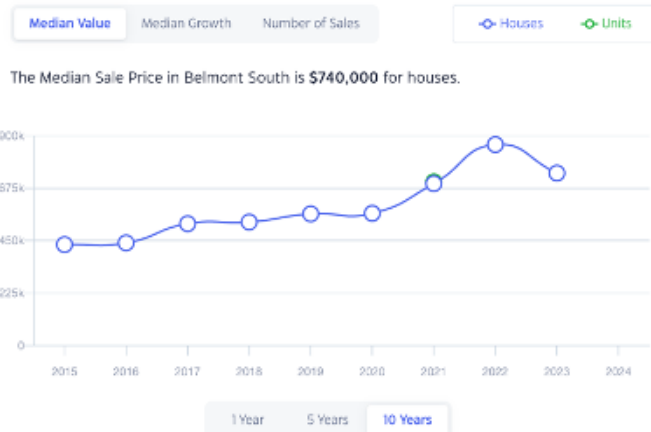 Median Value Median Growth Number of Sales Houses Units
The Median Sale Price in Belmont South is $740,000 for houses.
900k
675k
450k
225k
0
2015 2016 2017 2018 2019 2020 2021 2022 2023 2024
1 Year 5 Years 10 Years